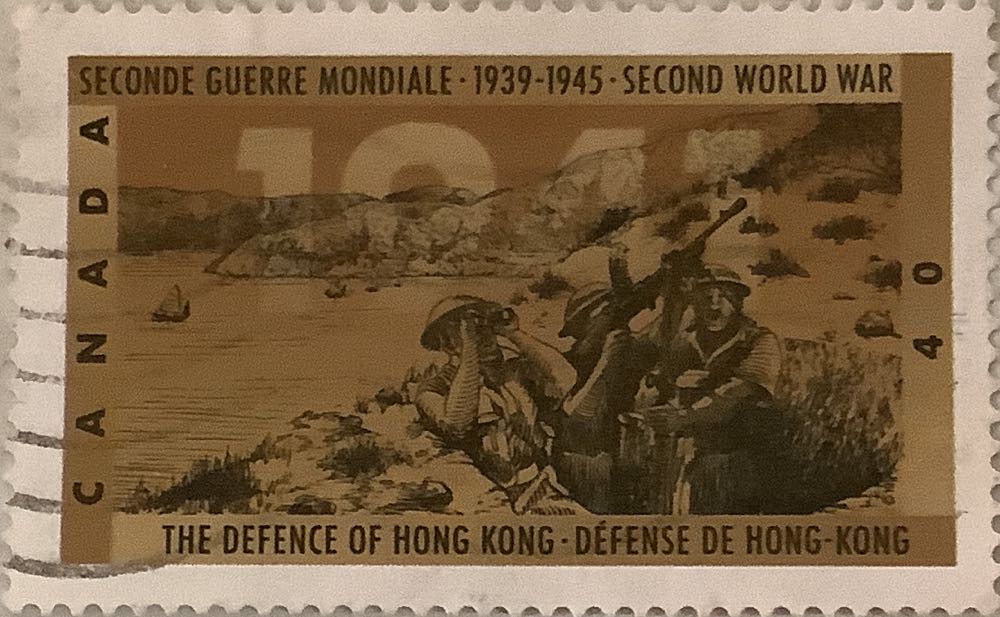 SECONDE GUERRE MONDIALE · 1939-1945 · SECOND WORLD WAR
1941
CANADA
40
THE DEFENCE OF HONG KONG · DÉFENSE DE HONG-KONG